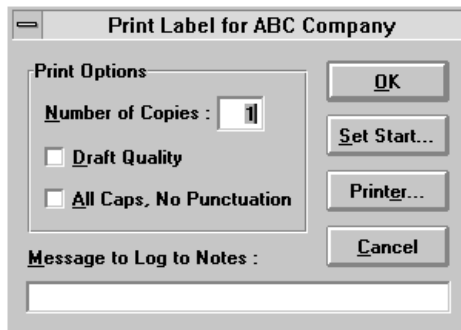 Print Label for ABC Company
Print Options
Number of Copies : 1
Draft Quality
All Caps, No Punctuation
OK
Set Start...
Printer...
Cancel
Message to Log to Notes :